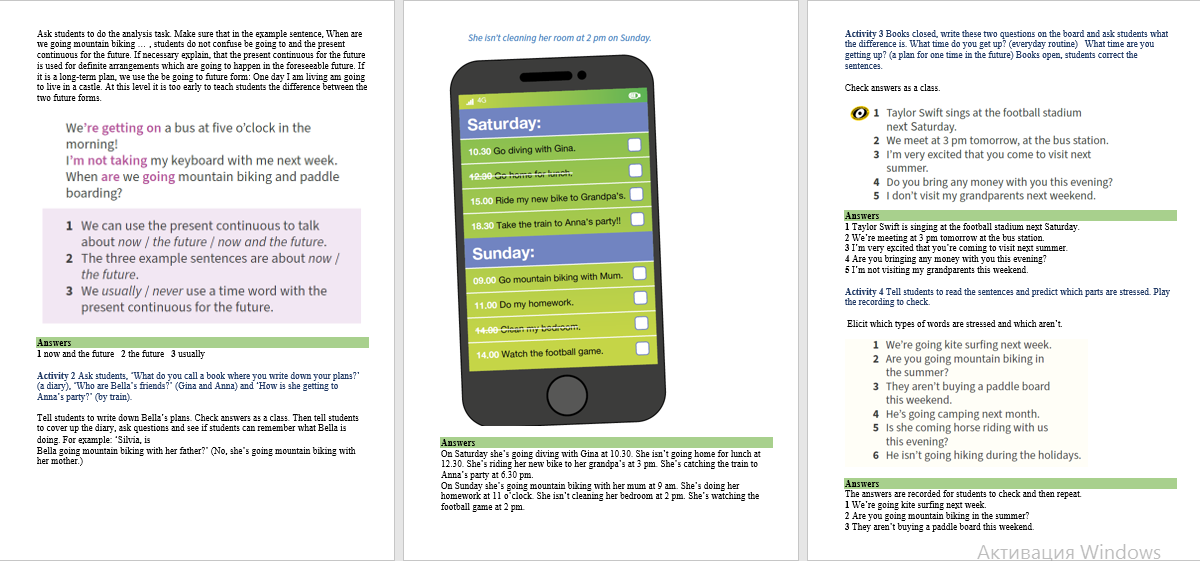 Ask students to do the analysis task. Make sure that in the example sentence, When are
we going mountain biking ... , students do not confuse be going to and the present
continuous for the future. If necessary explain, that the present continuous for the future
is used for definite arrangements which are going to happen in the foreseeable future. If
it is a long-term plan, we use the be going to future form: One day I am living am going
to live in a castle. At this level it is too early to teach students the difference between the
two future forms.
We're getting on a bus at five o'clock in the
morning!
I'm not taking my keyboard with me next week.
When are we going mountain biking and paddle
boarding?
1 We can use the present continuous to talk
about now / the future / now and the future.
2 The three example sentences are about now /
the future.
3 We usually / never use a time word with the
present continuous for the future.
Answers
1 now and the future 2 the future 3 usually
Activity 2 Ask students, 'What do you call a book where you write down your plans?'
(a diary), 'Who are Bella's friends?' (Gina and Anna) and 'How is she getting to
Anna's party?' (by train).
Tell students to write down Bella's plans. Check answers as a class. Then tell students
to cover up the diary, ask questions and see if students can remember what Bella is
doing. For example: 'Silvia, is
Bella going mountain biking with her father?' (No, she's going mountain biking with
her mother.)
She isn't cleaning her room at 2 pm on Sunday.
4G
Saturday:
10.30 Go diving with Gina.
12.30 Go home for lunch.
15.00 Ride my new bike to Grandpa's.
18.30 Take the train to Anna's party!!
Sunday:
09.00 Go mountain biking with Mum.
11.00 Do my homework.
14.00 Clean my bedroom.
14.00 Watch the football game.
Answers
On Saturday she's going diving with Gina at 10.30. She isn't going home for lunch at
12.30. She's riding her new bike to her grandpa's at 3 pm. She's catching the train to
Anna's party at 6.30 pm.
On Sunday she's going mountain biking with her mum at 9 am. She's doing her
homework at 11 o'clock. She isn't cleaning her bedroom at 2 pm. She's watching the
football game at 2 pm.
Activity 3 Books closed, write these two questions on the board and ask students what
the difference is. What time do you get up? (everyday routine) What time are you
getting up? (a plan for one time in the future) Books open, students correct the
sentences.
Check answers as a class.
1 Taylor Swift sings at the football stadium
next Saturday.
2 We meet at 3 pm tomorrow, at the bus station.
3 I'm very excited that you come to visit next
summer.
4 Do you bring any money with you this evening?
5 I don't visit my grandparents next weekend.
Answers
1 Taylor Swift is singing at the football stadium next Saturday.
2 We're meeting at 3 pm tomorrow at the bus station.
3 I'm very excited that you're coming to visit next summer.
4 Are you bringing any money with you this evening?
5 I'm not visiting my grandparents this weekend.
Activity 4 Tell students to read the sentences and predict which parts are stressed. Play
the recording to check.
Elicit which types of words are stressed and which aren't.
1 We're going kite surfing next week.
2 Are you going mountain biking in
the summer?
3 They aren't buying a paddle board
this weekend.
4 He's going camping next month.
5 Is she coming horse riding with us
this evening?
6 He isn't going hiking during the holidays.
Answers
The answers are recorded for students to check and then repeat.
1 We're going kite surfing next week.
2 Are you going mountain biking in the summer?
3 They aren't buying a paddle board this weekend.
Активация Windows